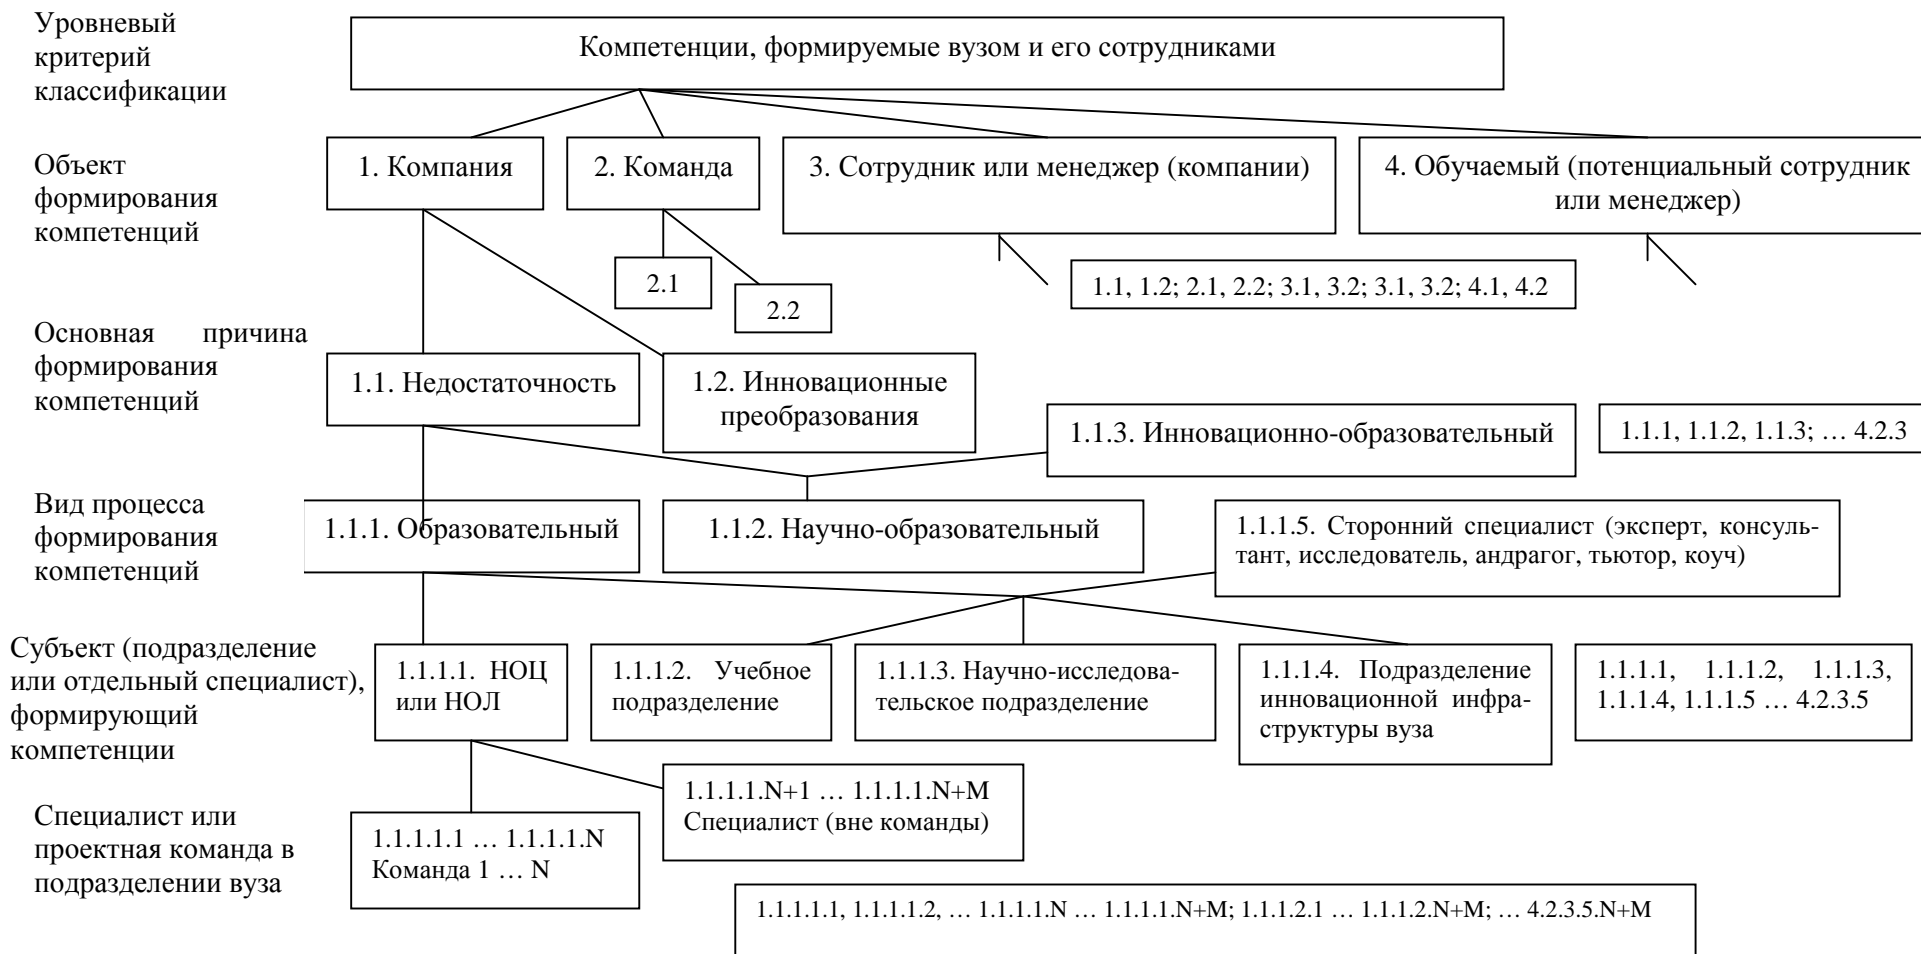 Уровневый
критерий
классификации
Компетенции, формируемые вузом и его сотрудниками
Объект
формирования
компетенций
1. Компания
2. Команда
3. Сотрудник или менеджер (компании)
4. Обучаемый (потенциальный сотрудник
или менеджер)
2.1
2.2
1.1, 1.2; 2.1, 2.2; 3.1, 3.2; 3.1, 3.2; 4.1, 4.2
Основная причина
формирования
компетенций
1.1. Недостаточность
1.2. Инновационные
преобразования
1.1.3. Инновационно-образовательный
1.1.1, 1.1.2, 1.1.3; … 4.2.3
Вид процесса
формирования
компетенций
1.1.1. Образовательный
1.1.2. Научно-образовательный
1.1.1.5. Сторонний специалист (эксперт, консуль-
тант, исследователь, андрагог, тьютор, коуч)
Субъект (подразделение
или отдельный специалист),
формирующий
компетенции
1.1.1.1. НОЦ
или НОЛ
1.1.1.2. Учебное
подразделение
1.1.1.3. Научно-исследова-
тельское подразделение
1.1.1.4. Подразделение
инновационной инфра-
структуры вуза
1.1.1.1, 1.1.1.2, 1.1.1.3,
1.1.1.4, 1.1.1.5 … 4.2.3.5
Специалист или
проектная команда в
подразделении вуза
1.1.1.1.1 … 1.1.1.1.N
Команда 1 … N
1.1.1.1.N+1 … 1.1.1.1.N+M
Специалист (вне команды)
1.1.1.1.1, 1.1.1.1.2, … 1.1.1.1.N … 1.1.1.1.N+M; 1.1.1.2.1 … 1.1.1.2.N+M; … 4.2.3.5.N+M